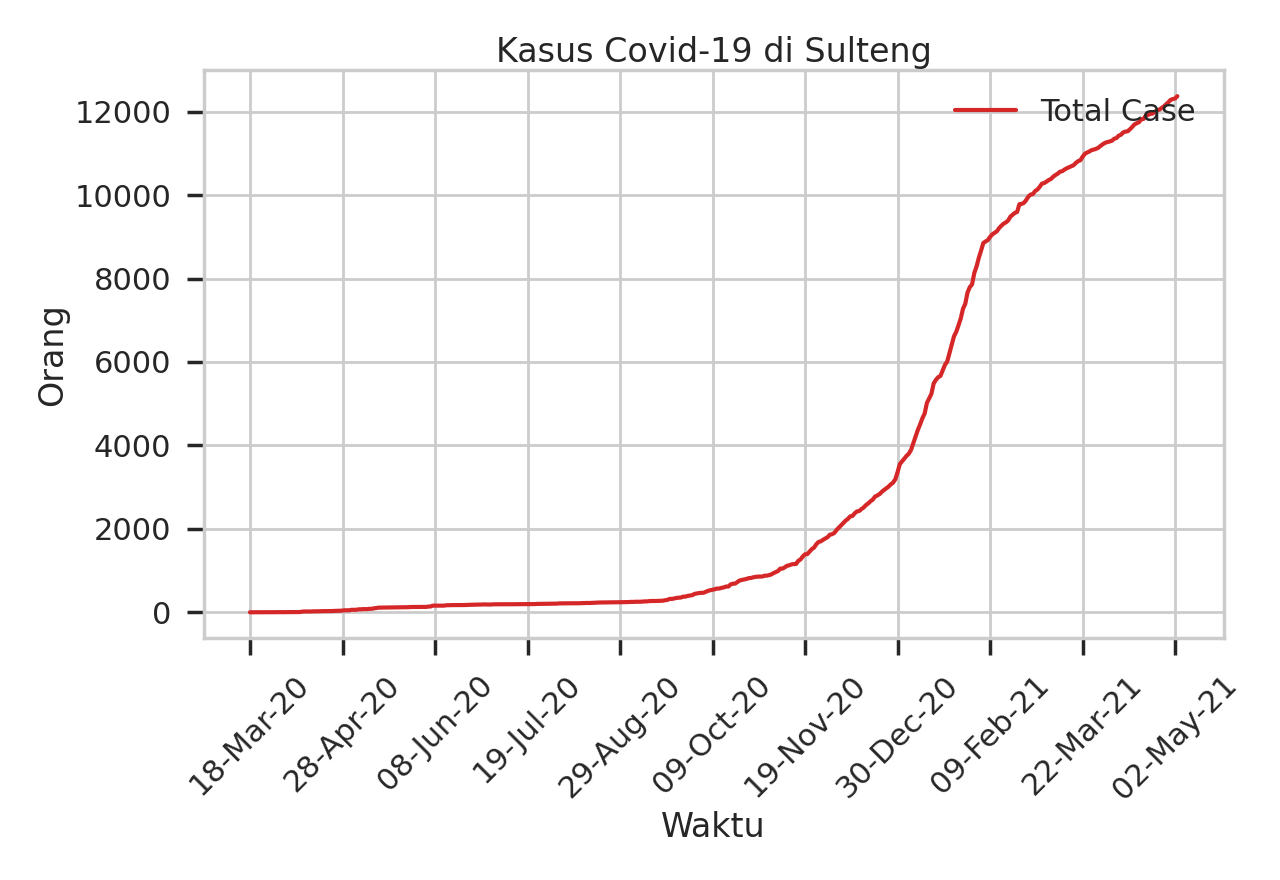 Kasus Covid-19 di Sulteng
Total Case
12000
10000
8000
6000
4000
2000
0
Orang
18-Mar-20
28-Apr-20
08-Jun-20
19-Jul-20
29-Aug-20
09-Oct-20
19-Nov-20
30-Dec-20
09-Feb-21
22-Mar-21
02-May-21
Waktu